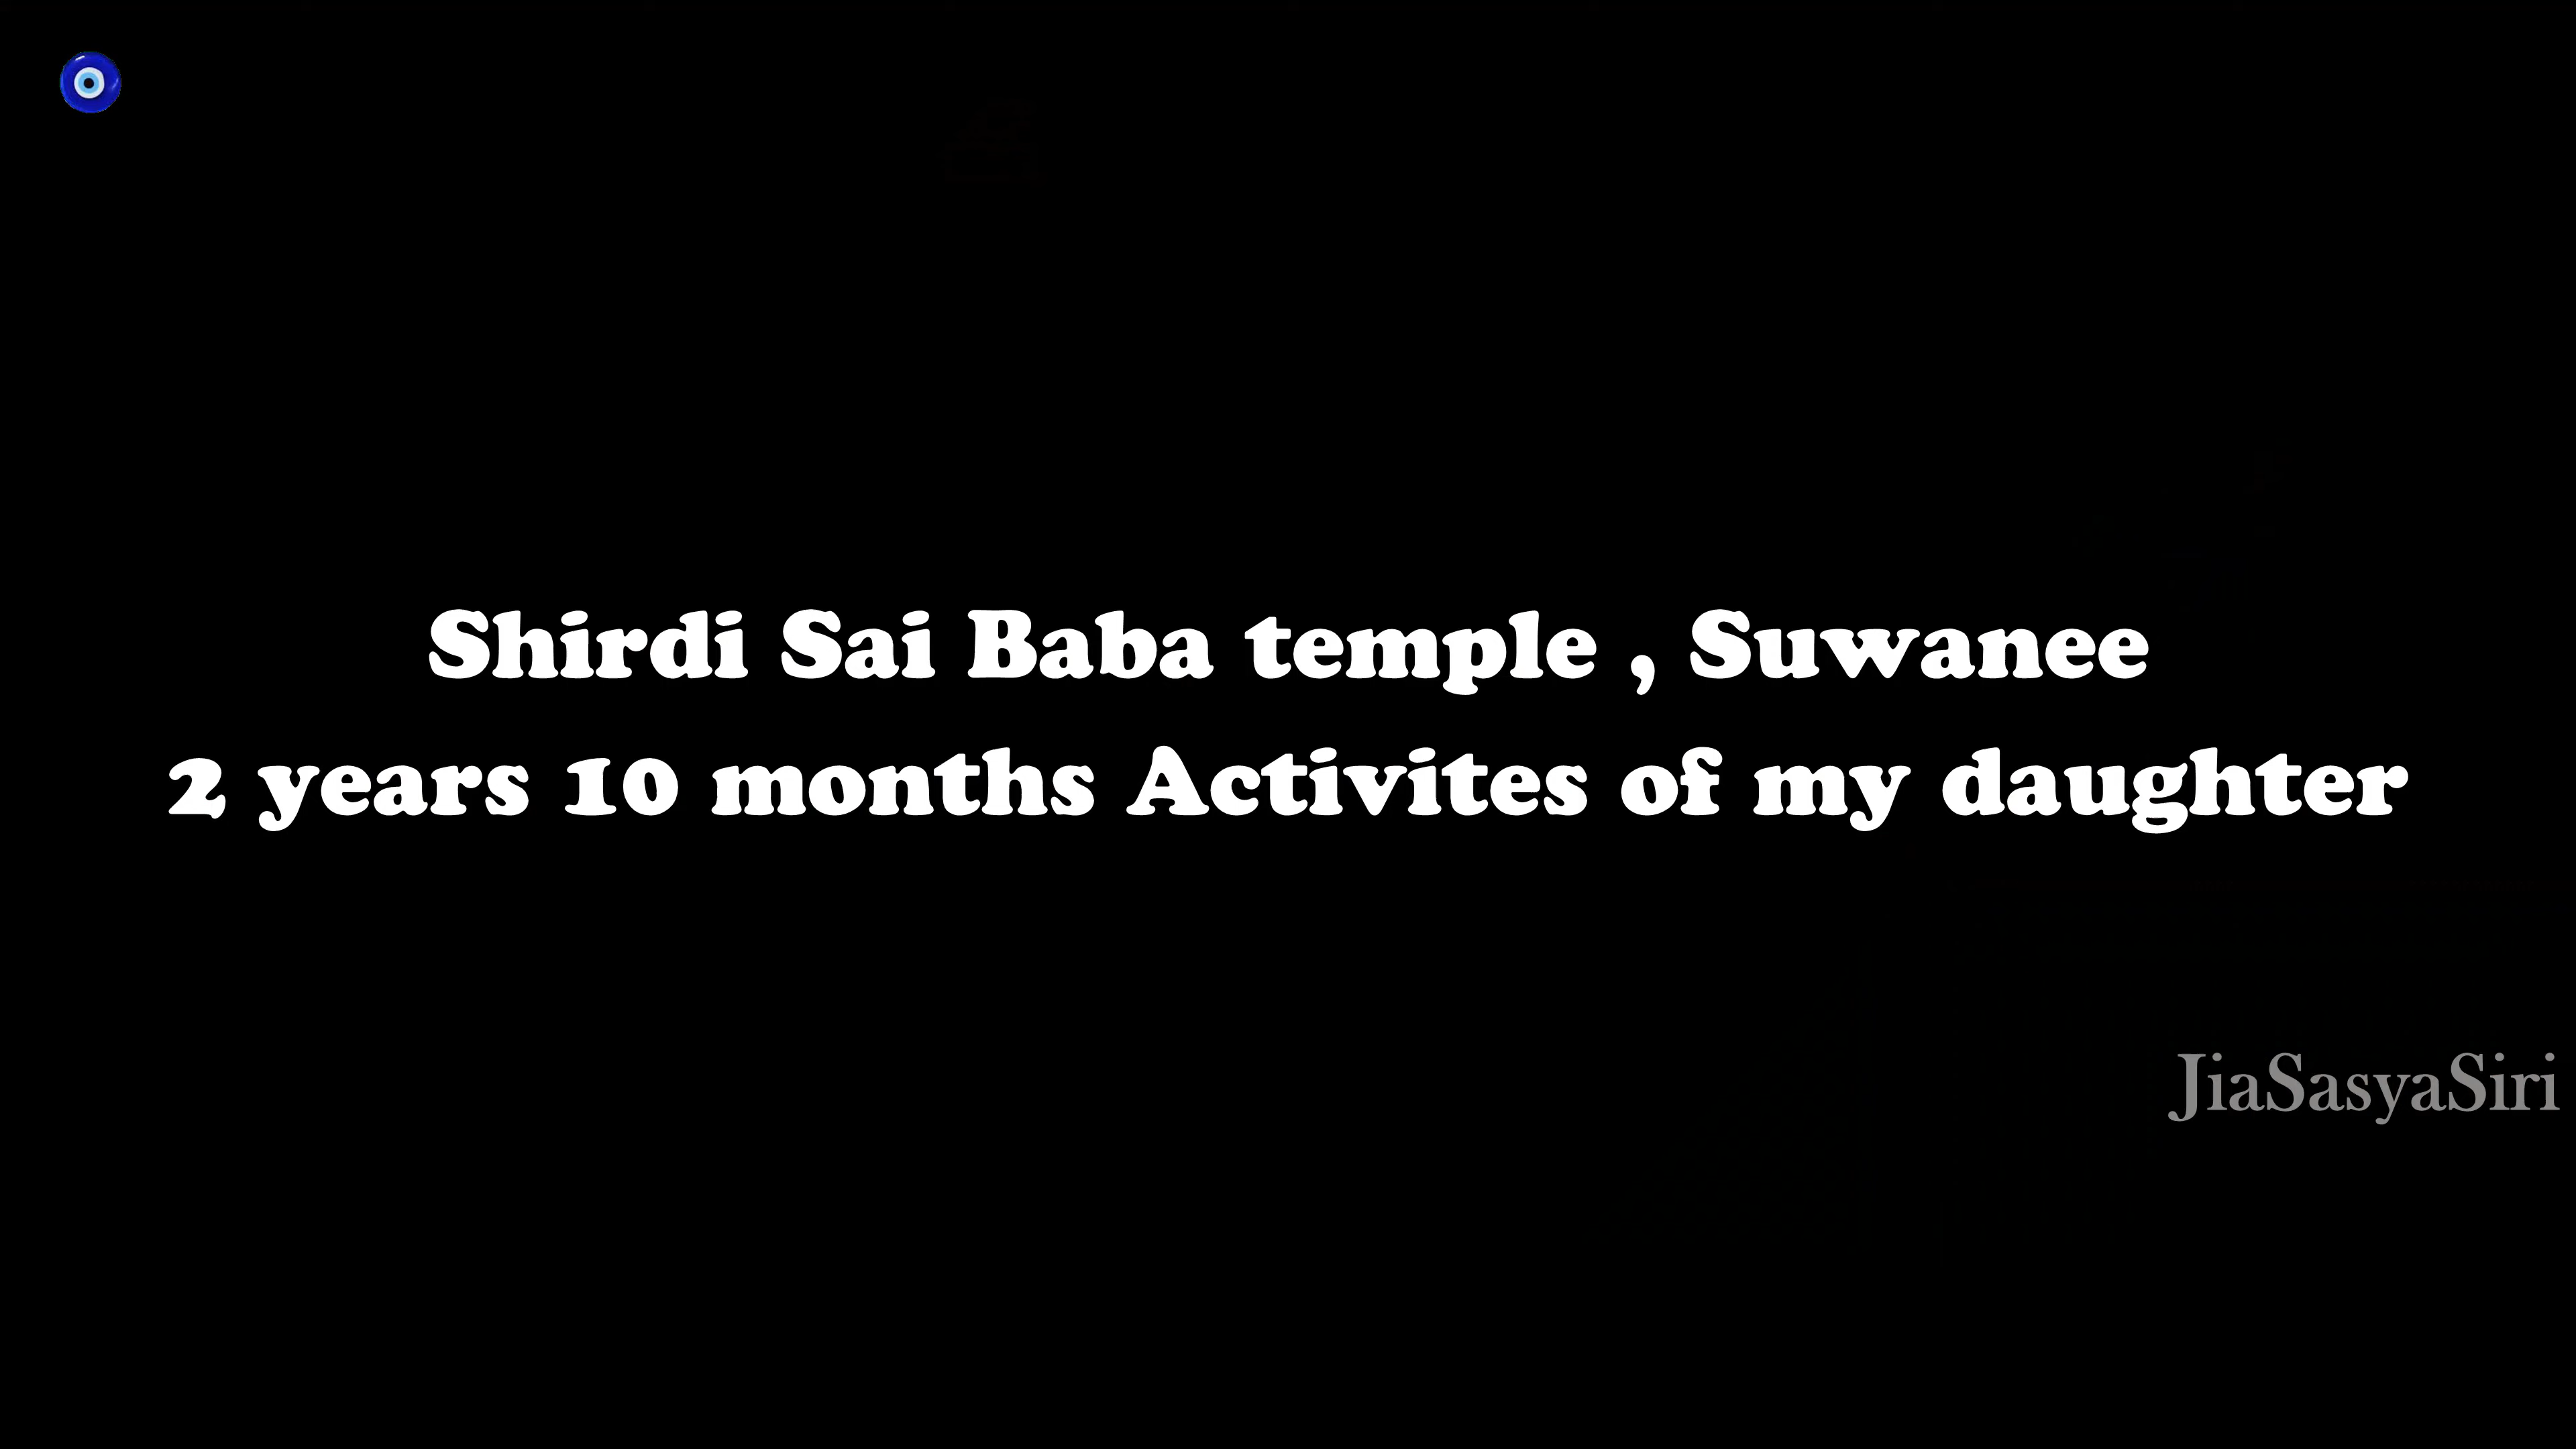 Shirdi Sai Baba temple , Suwanee
2 years 10 months Activites of my daughter
JiaSasyaSiri